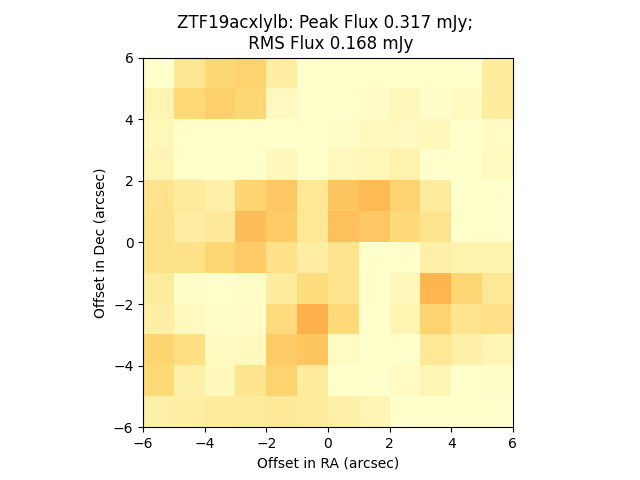 ZTF19acxlylb: Peak Flux 0.317 mJy;
RMS Flux 0.168 mJy
6
4
2
0
−2
−4
−6
Offset in Dec (arcsec)
−6 −4 −2 0 2 4 6
Offset in RA (arcsec)